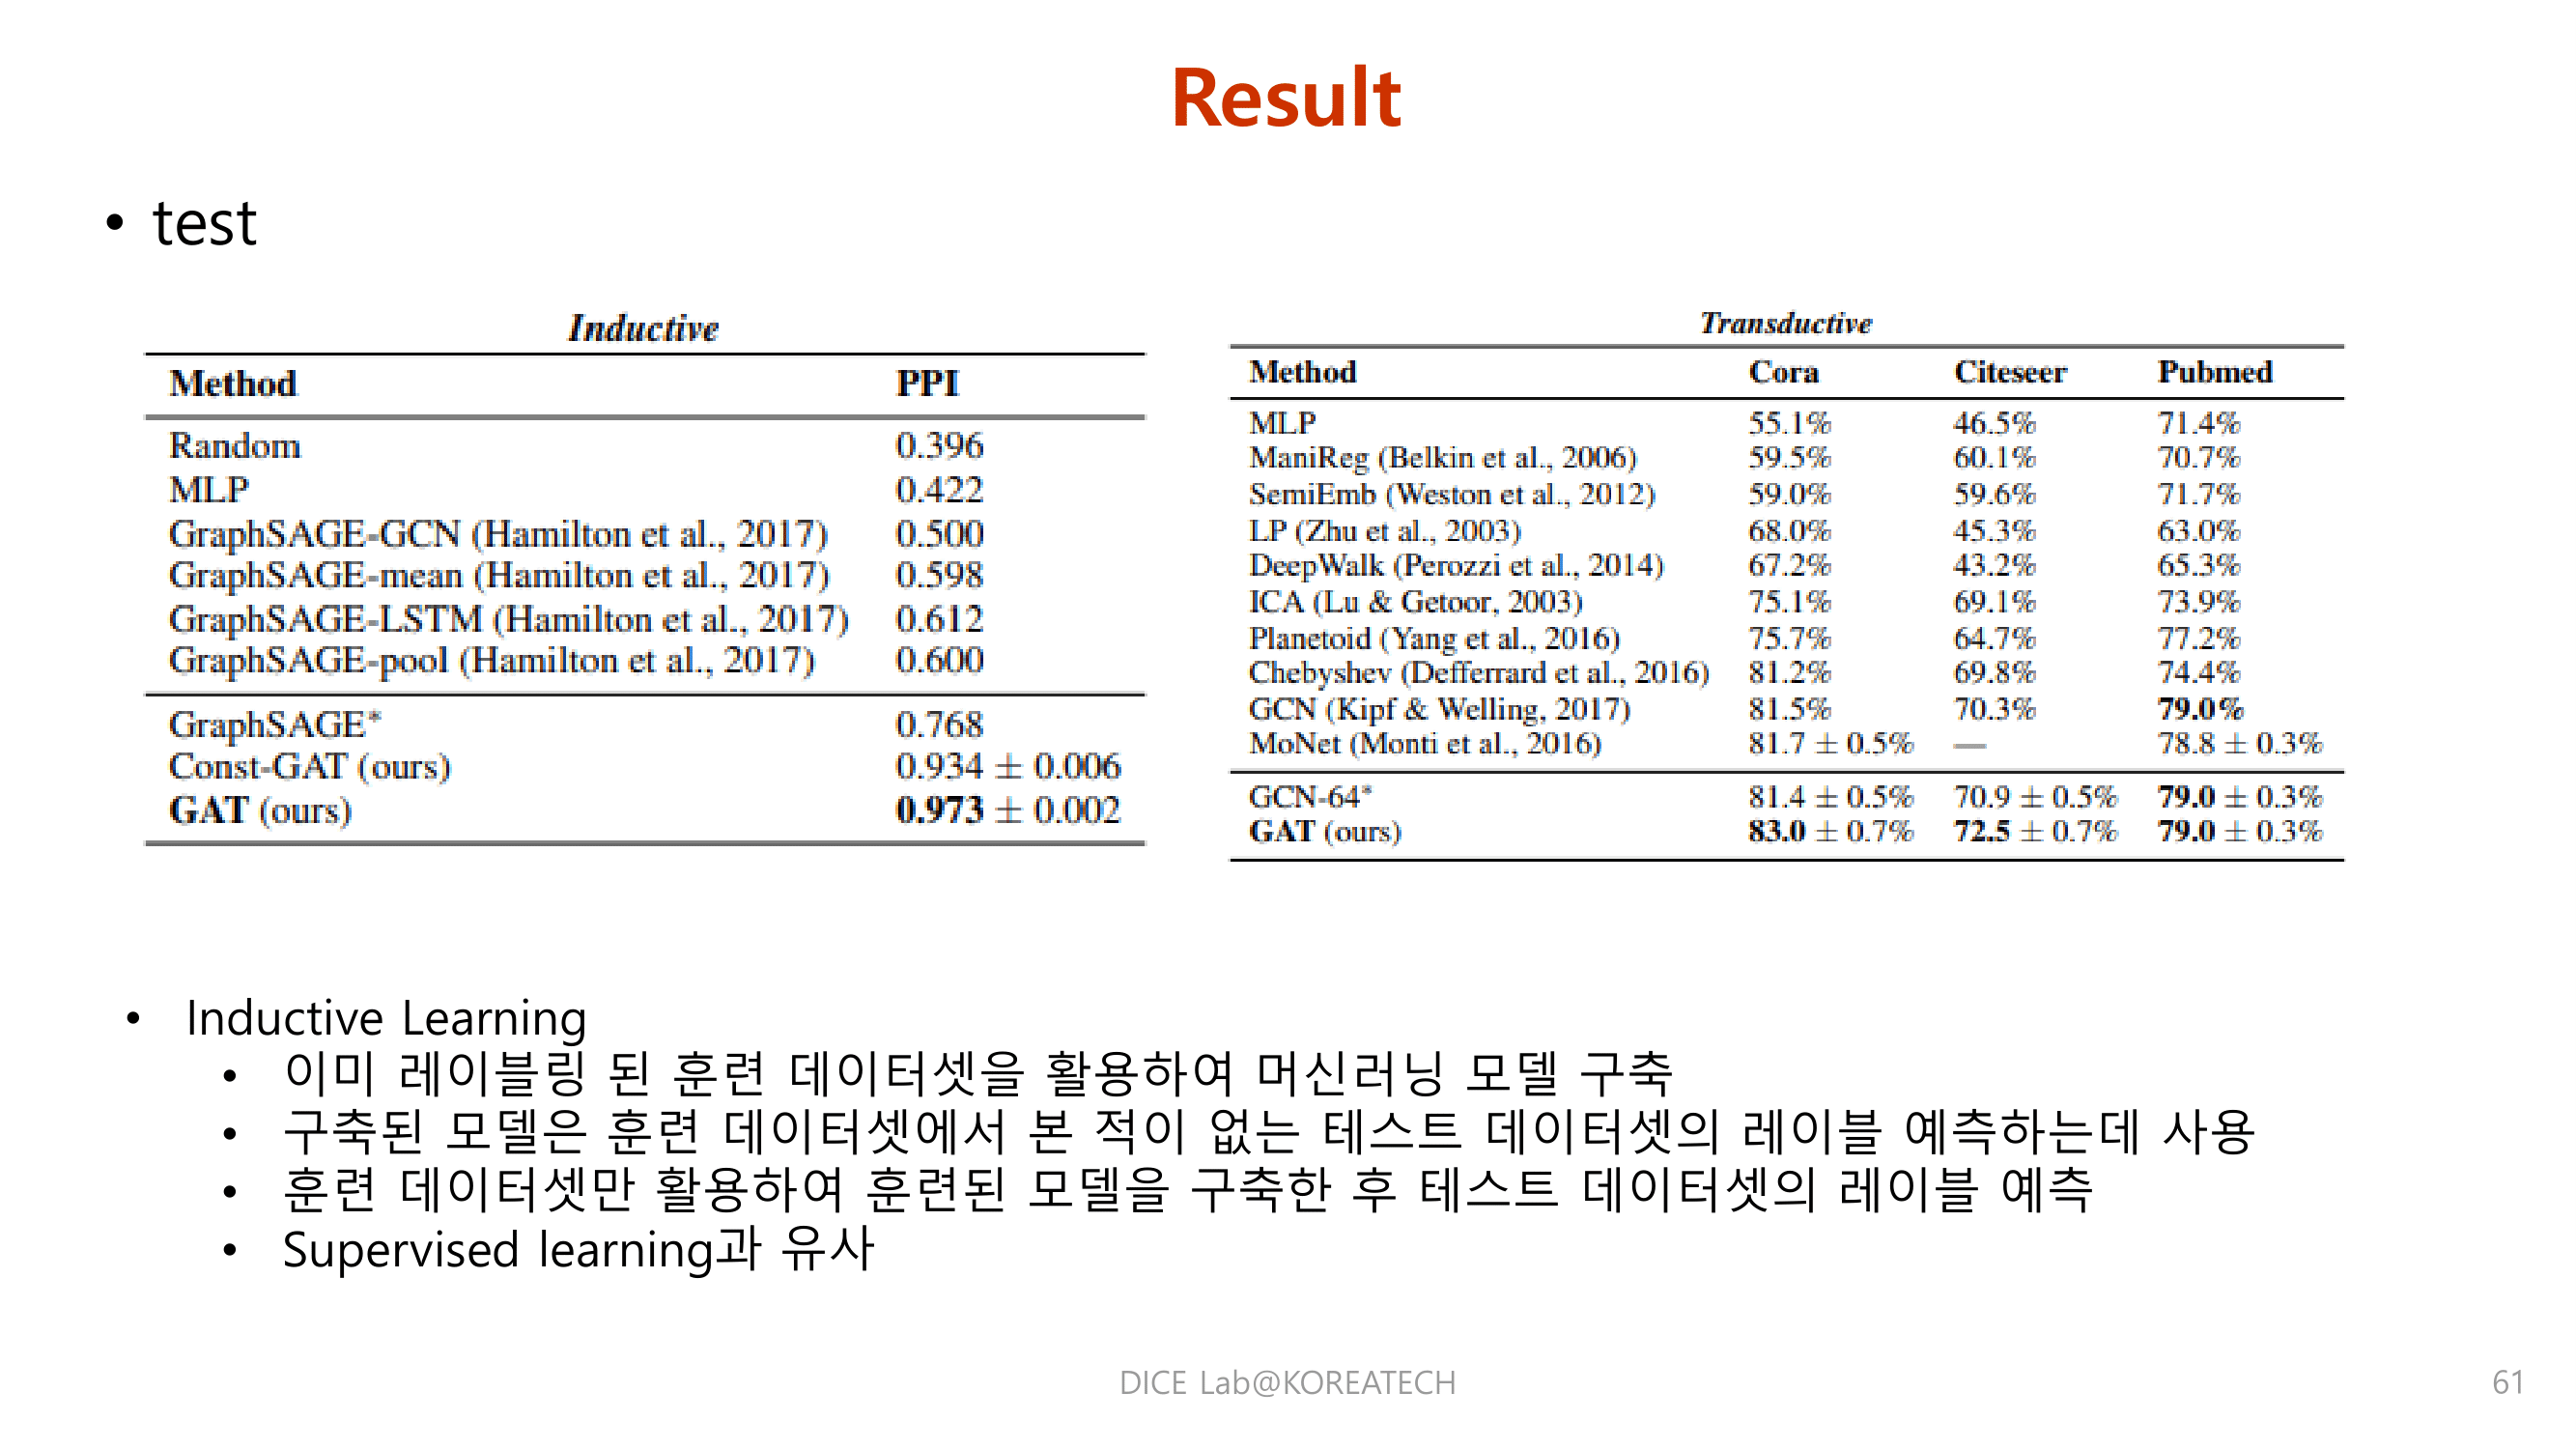 Result
• test
Inductive
Method PPI
Random 0.396
MLP 0.422
GraphSAGE-GCN (Hamilton et al., 2017) 0.500
GraphSAGE-mean (Hamilton et al., 2017) 0.598
GraphSAGE-LSTM (Hamilton et al., 2017) 0.612
GraphSAGE-pool (Hamilton et al., 2017) 0.600
GraphSAGE* 0.768
Const-GAT (ours) 0.934 ± 0.006
GAT (ours) 0.973 ± 0.002
Transductive
Method Cora Citeseer Pubmed
MLP 55.1% 46.5% 71.4%
ManiReg (Belkin et al., 2006) 59.5% 60.1% 70.7%
SemiEmb (Weston et al., 2012) 59.0% 59.6% 71.7%
LP (Zhu et al., 2003) 68.0% 45.3% 63.0%
DeepWalk (Perozzi et al., 2014) 67.2% 43.2% 65.3%
ICA (Lu & Getoor, 2003) 75.1% 69.1% 73.9%
Planetoid (Yang et al., 2016) 75.7% 64.7% 77.2%
Chebyshev (Defferrard et al., 2016) 81.2% 69.8% 74.4%
GCN (Kipf & Welling, 2017) 81.5% 70.3% 79.0%
MoNet (Monti et al., 2016) 81.7 ± 0.5% — 78.8 ± 0.3%
GCN-64* 81.4 ± 0.5% 70.9 ± 0.5% 79.0 ± 0.3%
GAT (ours) 83.0 ± 0.7% 72.5 ± 0.7% 79.0 ± 0.3%
• Inductive Learning
• 이미 레이블링 된 훈련 데이터셋을 활용하여 머신러닝 모델 구축
• 구축된 모델은 훈련 데이터셋에서 본 적이 없는 테스트 데이터셋의 레이블 예측하는데 사용
• 훈련 데이터셋만 활용하여 훈련된 모델을 구축한 후 테스트 데이터셋의 레이블 예측
• Supervised learning과 유사
DICE Lab@KOREATECH
61